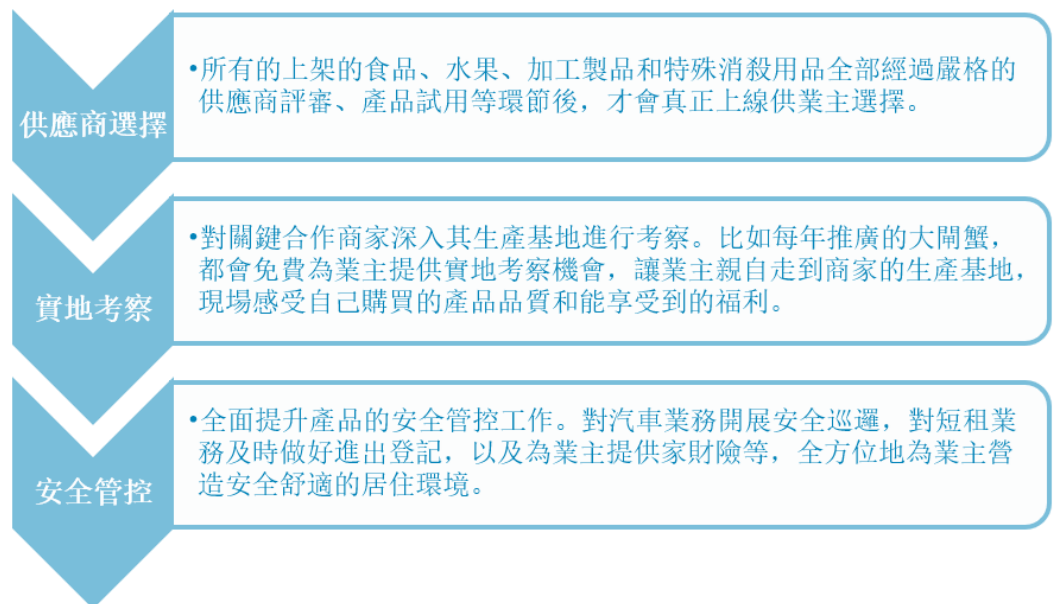 供應商選擇
•所有的上架的食品、水果、加工製品和特殊消殺用品全部經過嚴格的
供應商評審、產品試用等環節後，才會真正上線供業主選擇。
實地考察
•對關鍵合作商家深入其生產基地進行考察。比如每年推廣的大閘蟹，
都會免費為業主提供實地考察機會，讓業主親自走到商家的生產基地，
現場感受自己購買的產品品質和能享受到的福利。
安全管控
•全面提升產品的安全管控工作。對汽車業務開展安全巡邏，對短租業
務及時做好進出登記，以及為業主提供家財險等，全方位地為業主營
造安全舒適的居住環境。